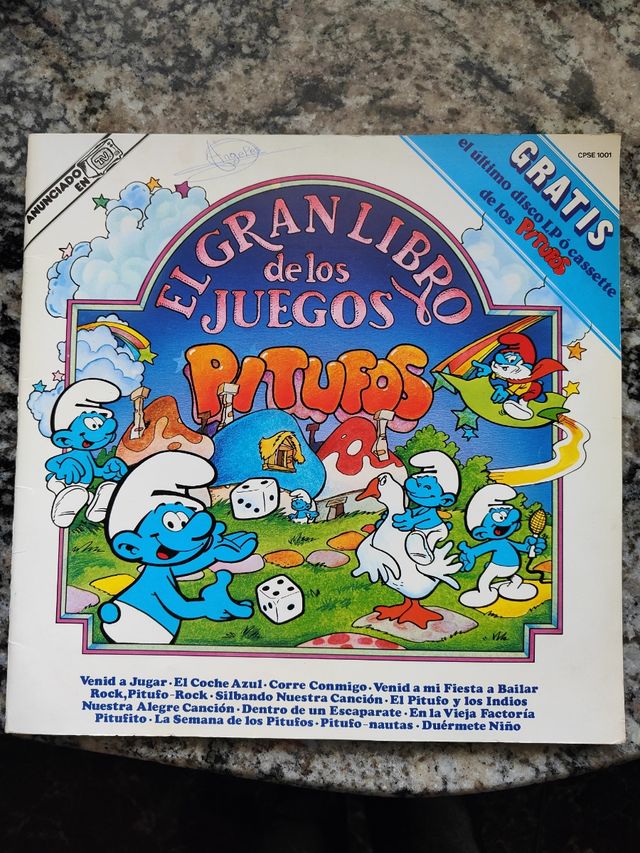 ANUNCIADO
EN TV
Angeles
CPSE 1001
GRATIS
el último disco LP ó cassette
de los PITUFOS
EL GRAN LIBRO
de los
JUEGOS
PITUFOS
Venid a Jugar · El Coche Azul · Corre Conmigo · Venid a mi Fiesta a Bailar
Rock, Pitufo-Rock · Silbando Nuestra Canción · El Pitufo y los Indios
Nuestra Alegre Canción · Dentro de un Escaparate · En la Vieja Factoría
Pitufito · La Semana de los Pitufos · Pitufo-nautas · Duérmete Niño